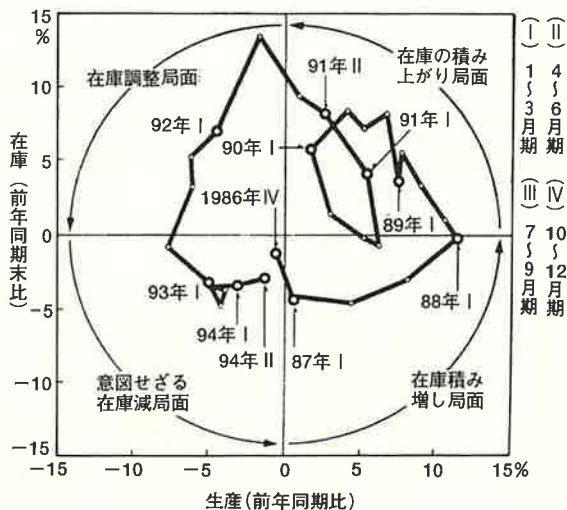 15
%
10
5
0
−5
−10
−15
在庫（前年同期末比）
−15
−10
−5
0
5
10
15%
生産（前年同期比）
在庫調整局面
在庫の積み
上がり局面
意図せざる
在庫減局面
在庫積み
増し局面
91年Ⅱ
92年Ⅰ
91年Ⅰ
90年Ⅰ
1986年Ⅳ
89年Ⅰ
88年Ⅰ
93年Ⅰ
94年Ⅰ
94年Ⅱ
87年Ⅰ
（Ⅰ）1〜3月期
（Ⅱ）4〜6月期
（Ⅲ）7〜9月期
（Ⅳ）10〜12月期